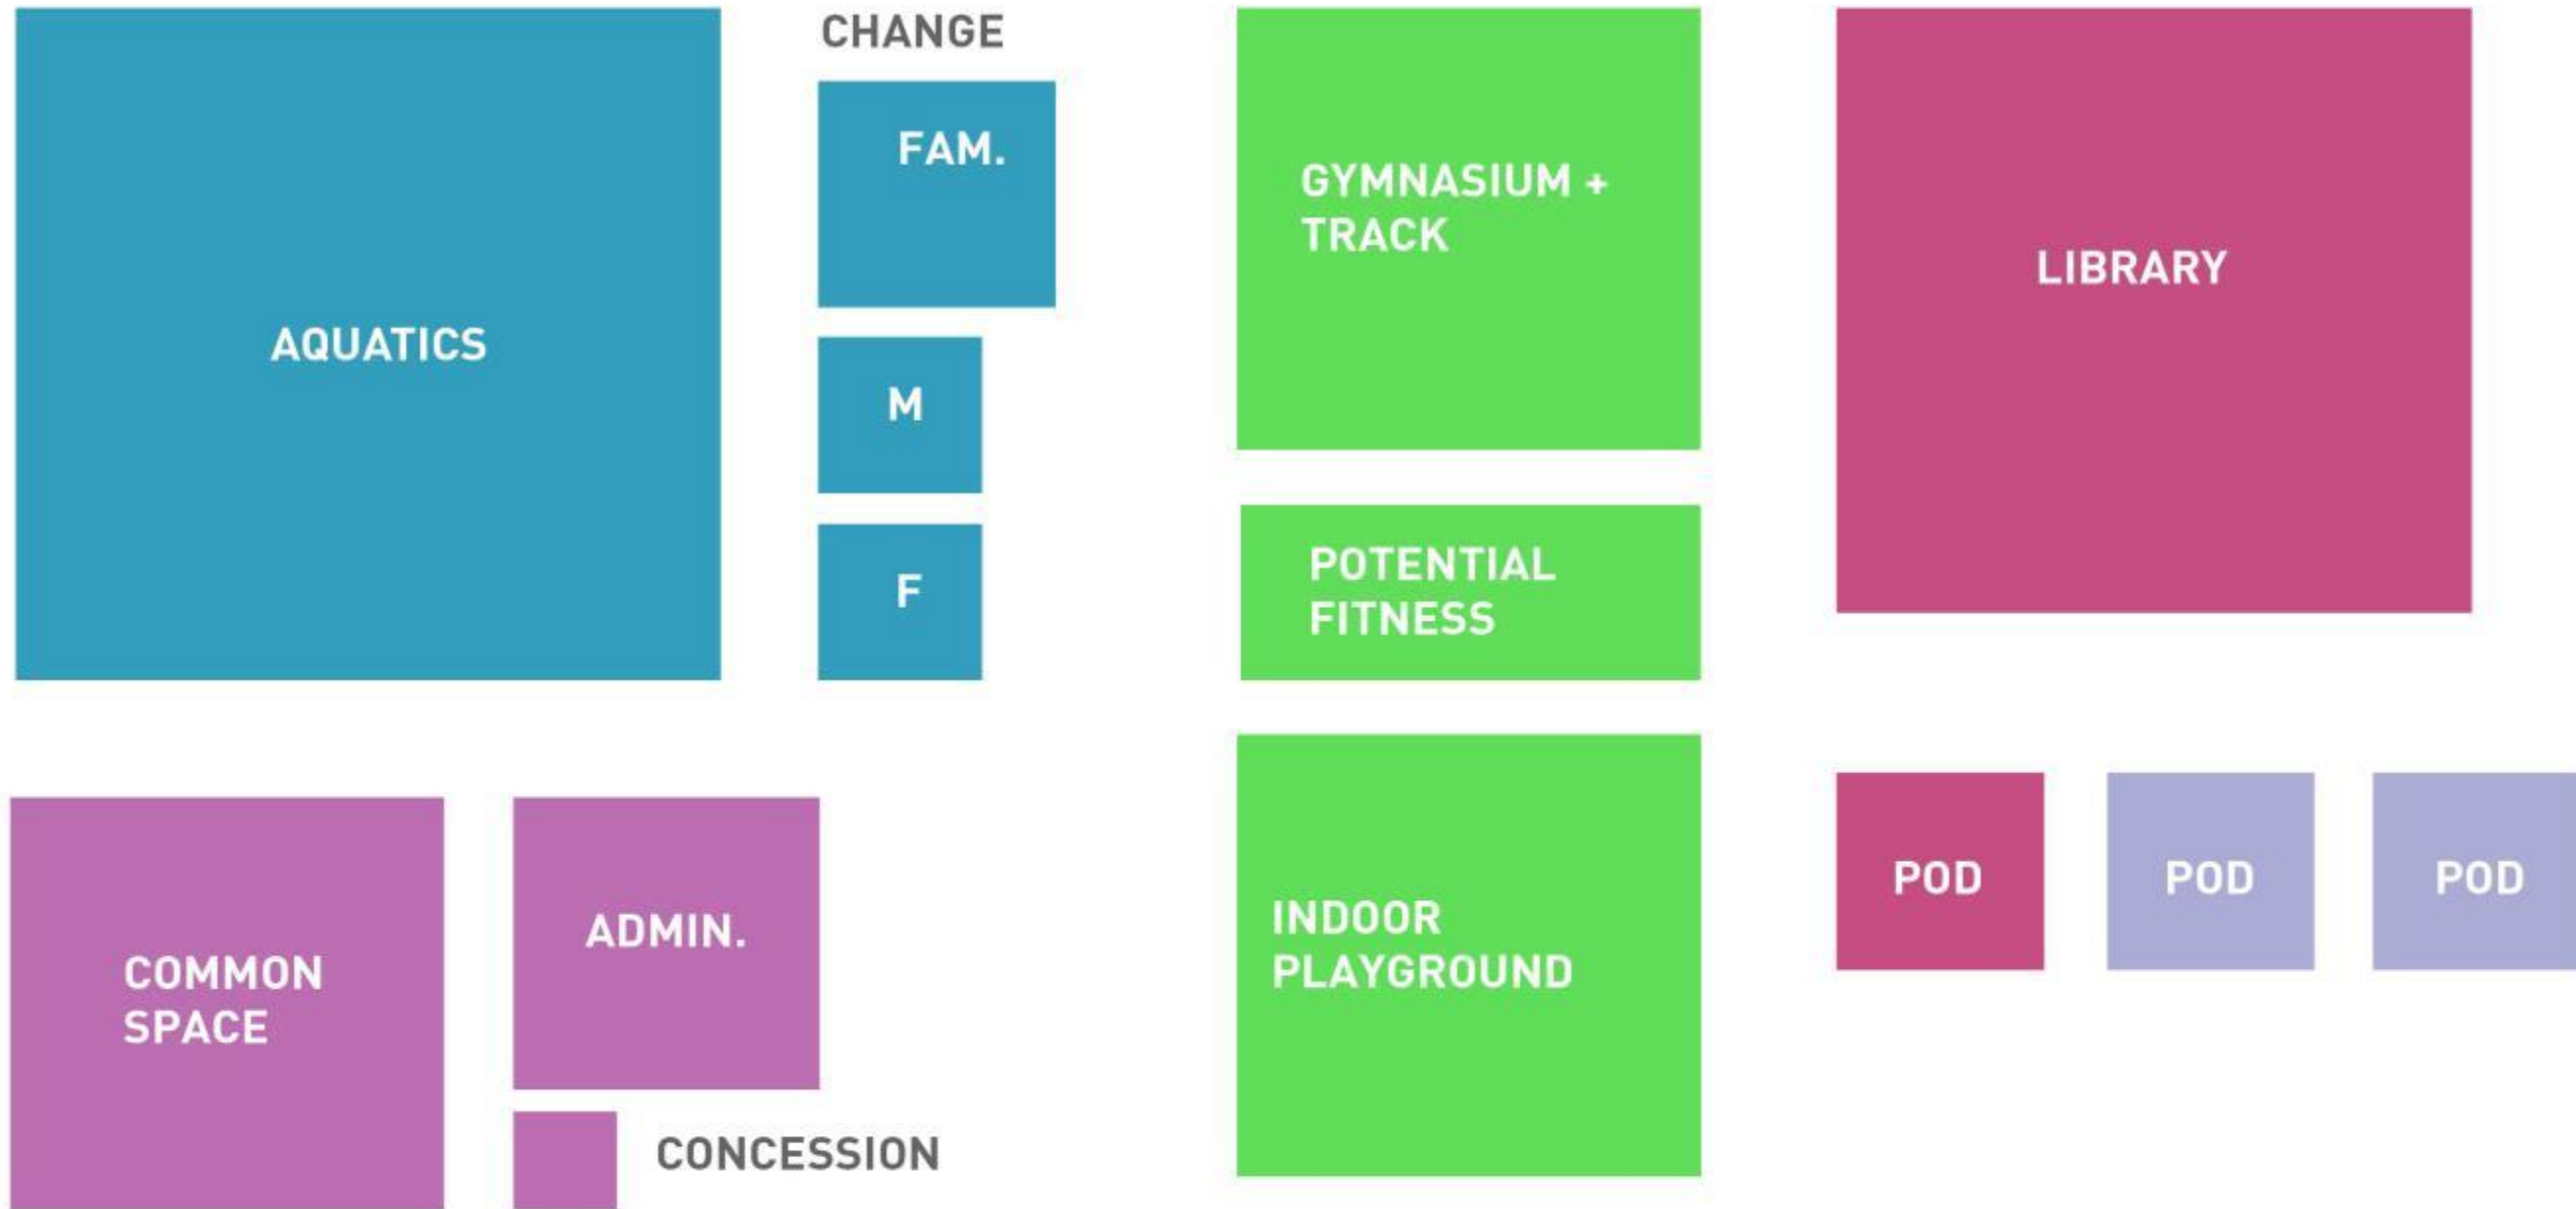 CHANGE
FAM.
AQUATICS
M
F
GYMNASIUM +
TRACK
POTENTIAL
FITNESS
INDOOR
PLAYGROUND
LIBRARY
POD
POD
POD
COMMON
SPACE
ADMIN.
CONCESSION